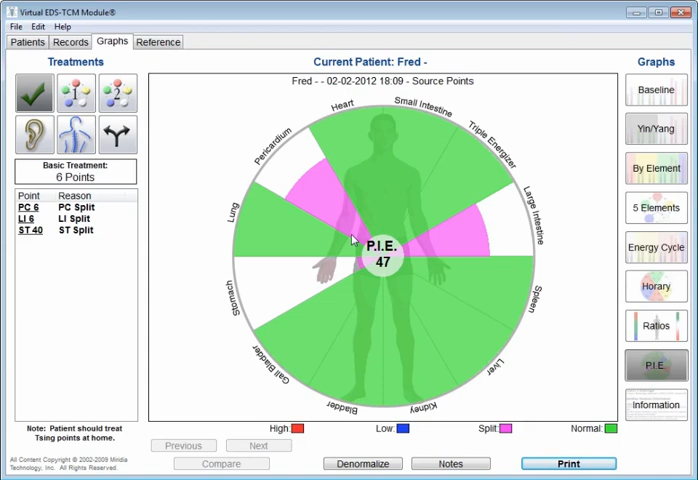 Virtual EDS-TCM Module®
File Edit Help
Patients Records Graphs Reference
Treatments
Current Patient: Fred -
Graphs
Fred - - 02-02-2012 18:09 - Source Points
1 2
Basic Treatment:
6 Points
Point Reason
PC 6 PC Split
LI 6 LI Split
ST 40 ST Split
Heart
Small Intestine
Triple Energizer
Large Intestine
Spleen
Liver
Kidney
Bladder
Gall Bladder
Stomach
Lung
Pericardium
P.I.E.
47
Baseline
Yin/Yang
By Element
5 Elements
Energy Cycle
Horary
Ratios
P.I.E.
Information
High: Low: Split: Normal:
Note: Patient should treat
Tsing points at home.
Previous Next
Compare Denormalize Notes Print
All Content Copyright © 2002-2009 Miridia
Technology, Inc. All Rights Reserved.